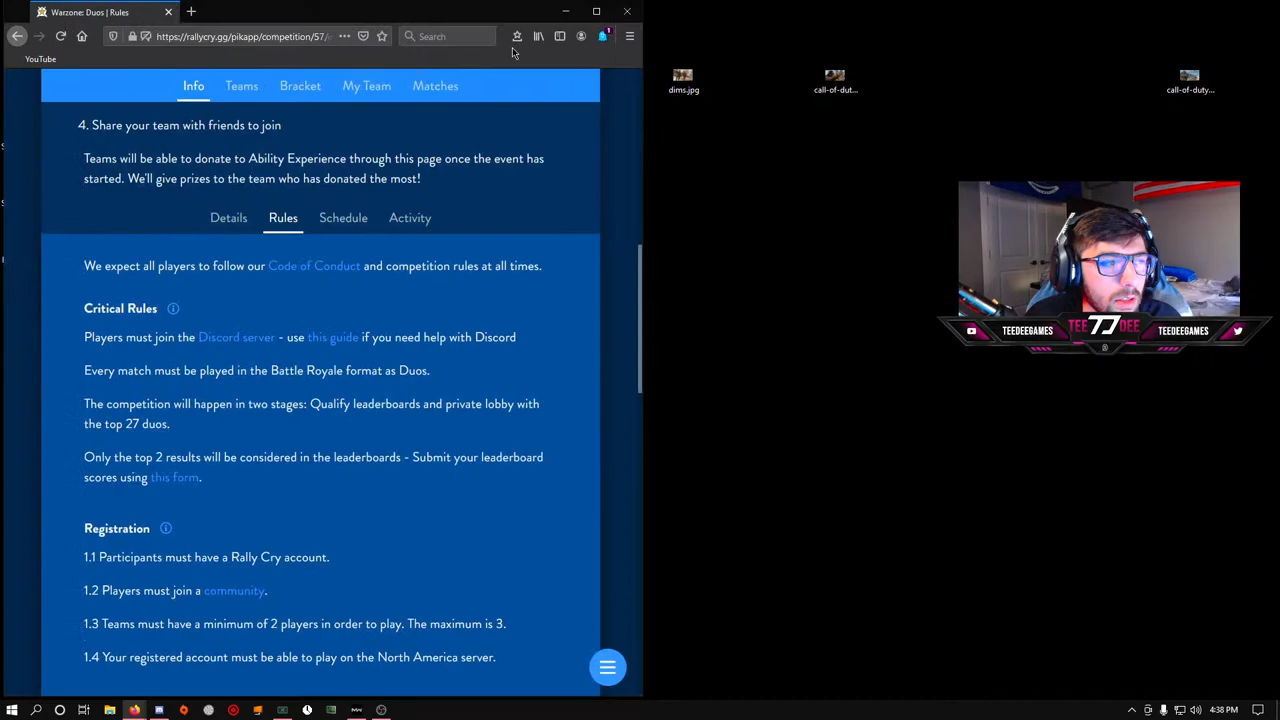 Warzone: Duos | Rules
https://rallycry.gg/pikapp/competition/57/
Search
1
YouTube
Info
Teams
Bracket
My Team
Matches
4. Share your team with friends to join
Teams will be able to donate to Ability Experience through this page once the event has
started. We'll give prizes to the team who has donated the most!
Details
Rules
Schedule
Activity
We expect all players to follow our Code of Conduct and competition rules at all times.
Critical Rules
Players must join the Discord server - use this guide if you need help with Discord
Every match must be played in the Battle Royale format as Duos.
The competition will happen in two stages: Qualify leaderboards and private lobby with
the top 27 duos.
Only the top 2 results will be considered in the leaderboards - Submit your leaderboard
scores using this form.
Registration
1.1 Participants must have a Rally Cry account.
1.2 Players must join a community.
1.3 Teams must have a minimum of 2 players in order to play. The maximum is 3.
1.4 Your registered account must be able to play on the North America server.
dims.jpg
call-of-dut...
call-of-duty...
TEEDEEGAMES
TEE
DEE
TEEDEEGAMES
4:38 PM